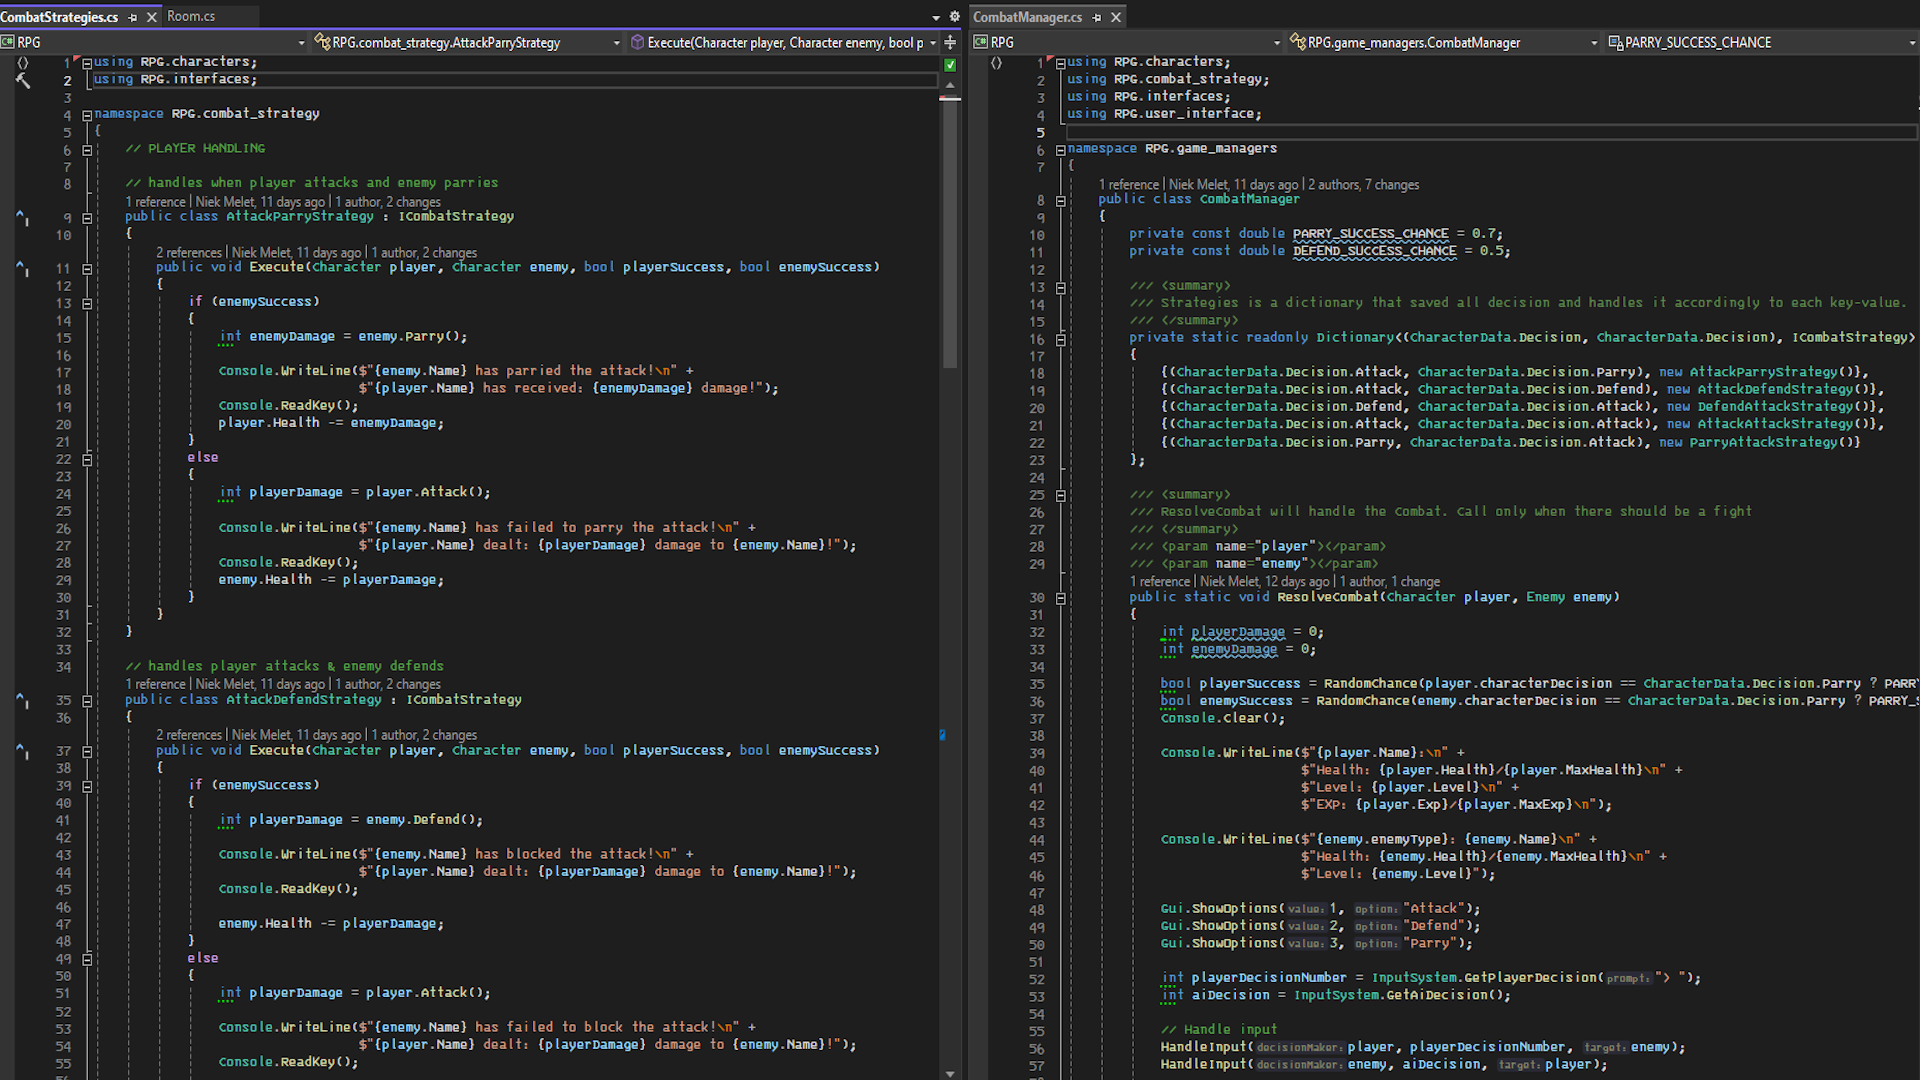 CombatStrategies.cs
Room.cs
RPG
RPG.combat_strategy.AttackParryStrategy
Execute(Character player, Character enemy, bool p
1 using RPG.characters;
2 using RPG.interfaces;
3
4 namespace RPG.combat_strategy
5 {
6 // PLAYER HANDLING
7
8 // handles when player attacks and enemy parries
1 reference | Niek Melet, 11 days ago | 1 author, 2 changes
9 public class AttackParryStrategy : ICombatStrategy
10 {
2 references | Niek Melet, 11 days ago | 1 author, 2 changes
11 public void Execute(Character player, Character enemy, bool playerSuccess, bool enemySuccess)
12 {
13 if (enemySuccess)
14 {
15 int enemyDamage = enemy.Parry();
16
17 Console.WriteLine($"{enemy.Name} has parried the attack!\n" +
18 $"{player.Name} has received: {enemyDamage} damage!");
19 Console.ReadKey();
20 player.Health -= enemyDamage;
21 }
22 else
23 {
24 int playerDamage = player.Attack();
25
26 Console.WriteLine($"{enemy.Name} has failed to parry the attack!\n" +
27 $"{player.Name} dealt: {playerDamage} damage to {enemy.Name}!");
28 Console.ReadKey();
29 enemy.Health -= playerDamage;
30 }
31 }
32 }
33
34 // handles player attacks & enemy defends
1 reference | Niek Melet, 11 days ago | 1 author, 2 changes
35 public class AttackDefendStrategy : ICombatStrategy
36 {
2 references | Niek Melet, 11 days ago | 1 author, 2 changes
37 public void Execute(Character player, Character enemy, bool playerSuccess, bool enemySuccess)
38 {
39 if (enemySuccess)
40 {
41 int playerDamage = enemy.Defend();
42
43 Console.WriteLine($"{enemy.Name} has blocked the attack!\n" +
44 $"{player.Name} dealt: {playerDamage} damage to {enemy.Name}!");
45 Console.ReadKey();
46
47 enemy.Health -= playerDamage;
48 }
49 else
50 {
51 int playerDamage = player.Attack();
52
53 Console.WriteLine($"{enemy.Name} has failed to block the attack!\n" +
54 $"{player.Name} dealt: {playerDamage} damage to {enemy.Name}!");
55 Console.ReadKey();
CombatManager.cs
RPG
RPG.game_managers.CombatManager
PARRY_SUCCESS_CHANCE
1 using RPG.characters;
2 using RPG.combat_strategy;
3 using RPG.interfaces;
4 using RPG.user_interface;
5
6 namespace RPG.game_managers
7 {
1 reference | Niek Melet, 11 days ago | 2 authors, 7 changes
8 public class CombatManager
9 {
10 private const double PARRY_SUCCESS_CHANCE = 0.7;
11 private const double DEFEND_SUCCESS_CHANCE = 0.5;
12
13 /// <summary>
14 /// Strategies is a dictionary that saved all decision and handles it accordingly to each key-value.
15 /// </summary>
16 private static readonly Dictionary<(CharacterData.Decision, CharacterData.Decision), ICombatStrategy>
17 {
18 {(CharacterData.Decision.Attack, CharacterData.Decision.Parry), new AttackParryStrategy()},
19 {(CharacterData.Decision.Attack, CharacterData.Decision.Defend), new AttackDefendStrategy()},
20 {(CharacterData.Decision.Defend, CharacterData.Decision.Attack), new DefendAttackStrategy()},
21 {(CharacterData.Decision.Attack, CharacterData.Decision.Attack), new AttackAttackStrategy()},
22 {(CharacterData.Decision.Parry, CharacterData.Decision.Attack), new ParryAttackStrategy()}
23 };
24
25 /// <summary>
26 /// ResolveCombat will handle the Combat. Call only when there should be a fight
27 /// </summary>
28 /// <param name="player"></param>
29 /// <param name="enemy"></param>
1 reference | Niek Melet, 12 days ago | 1 author, 1 change
30 public static void ResolveCombat(Character player, Enemy enemy)
31 {
32 int playerDamage = 0;
33 int enemyDamage = 0;
34
35 bool playerSuccess = RandomChance(player.characterDecision == CharacterData.Decision.Parry ? PARR
36 bool enemySuccess = RandomChance(enemy.characterDecision == CharacterData.Decision.Parry ? PARRY_S
37 Console.Clear();
38
39 Console.WriteLine($"{player.Name}:\n" +
40 $"Health: {player.Health}/{player.MaxHealth}\n" +
41 $"Level: {player.Level}\n" +
42 $"EXP: {player.Exp}/{player.MaxExp}\n");
43
44 Console.WriteLine($"{enemy.enemyType}: {enemy.Name}\n" +
45 $"Health: {enemy.Health}/{enemy.MaxHealth}\n" +
46 $"Level: {enemy.Level}");
47
48 Gui.ShowOptions(value: 1, option: "Attack");
49 Gui.ShowOptions(value: 2, option: "Defend");
50 Gui.ShowOptions(value: 3, option: "Parry");
51
52 int playerDecisionNumber = InputSystem.GetPlayerDecision(prompt: "> ");
53 int aiDecision = InputSystem.GetAiDecision();
54
55 // Handle input
56 HandleInput(decisionMaker: player, playerDecisionNumber, target: enemy);
57 HandleInput(decisionMaker: enemy, aiDecision, target: player);